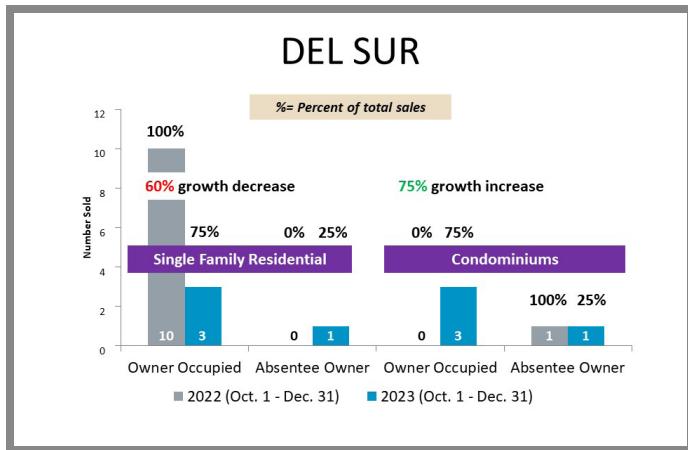 DEL SUR
%= Percent of total sales
12
10
8
6
4
2
0
Number Sold
100%
60% growth decrease
75% growth increase
75%
0% 25%
0% 75%
Single Family Residential
Condominiums
100% 25%
10
3
0
1
0
3
1
1
Owner Occupied
Absentee Owner
Owner Occupied
Absentee Owner
2022 (Oct. 1 - Dec. 31)
2023 (Oct. 1 - Dec. 31)